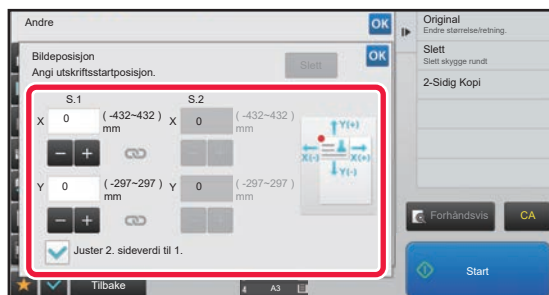 Andre
OK
Original
Endre størrelse/retning.
Bildeposisjon
Angi utskriftsstartposisjon.
Slett
OK
Slett
Slett skygge rundt
2-Sidig Kopi
S.1
S.2
X 0 ( -432~432 ) mm X 0 ( -432~432 ) mm
Y(+)
X(-) X(+)
Y(-)
- + - +
Y 0 ( -297~297 ) mm Y 0 ( -297~297 ) mm
- + - +
Juster 2. sideverdi til 1.
Forhåndsvis
CA
Start
Tilbake
4 A3